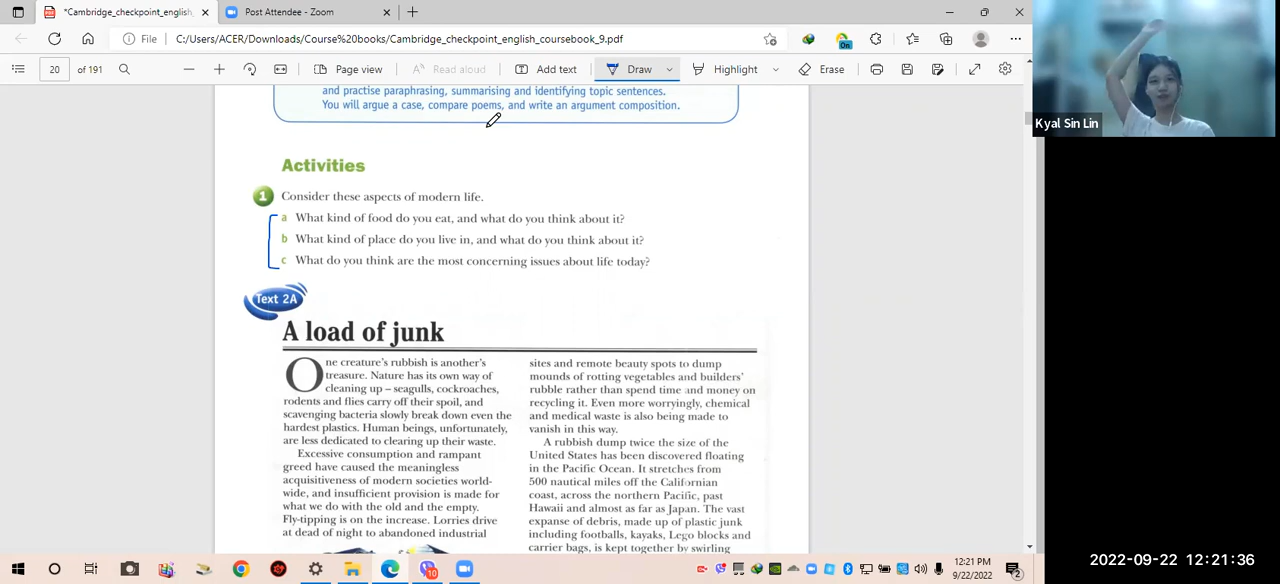 *Cambridge_checkpoint_english_
Post Attendee - Zoom
File
C:/Users/ACER/Downloads/Course%20books/Cambridge_checkpoint_english_coursebook_9.pdf
On
20 of 191
Page view
Read aloud
Add text
Draw
Highlight
Erase
and practise paraphrasing, summarising and identifying topic sentences.
You will argue a case, compare poems, and write an argument composition.
Activities
1 Consider these aspects of modern life.
a What kind of food do you eat, and what do you think about it?
b What kind of place do you live in, and what do you think about it?
c What do you think are the most concerning issues about life today?
Text 2A
A load of junk
One creature's rubbish is another's
treasure. Nature has its own way of
cleaning up – seagulls, cockroaches,
rodents and flies carry off their spoil, and
scavenging bacteria slowly break down even the
hardest plastics. Human beings, unfortunately,
are less dedicated to clearing up their waste.
Excessive consumption and rampant
greed have caused the meaningless
acquisitiveness of modern societies world-
wide, and insufficient provision is made for
what we do with the old and the empty.
Fly-tipping is on the increase. Lorries drive
at dead of night to abandoned industrial
sites and remote beauty spots to dump
mounds of rotting vegetables and builders'
rubble rather than spend time and money on
recycling it. Even more worryingly, chemical
and medical waste is also being made to
vanish in this way.
A rubbish dump twice the size of the
United States has been discovered floating
in the Pacific Ocean. It stretches from
500 nautical miles off the Californian
coast, across the northern Pacific, past
Hawaii and almost as far as Japan. The vast
expanse of debris, made up of plastic junk
including footballs, kayaks, Lego blocks and
carrier bags, is kept together by swirling
Kyal Sin Lin
10
12:21 PM
9/22/2022
2
2022-09-22 12:21:36